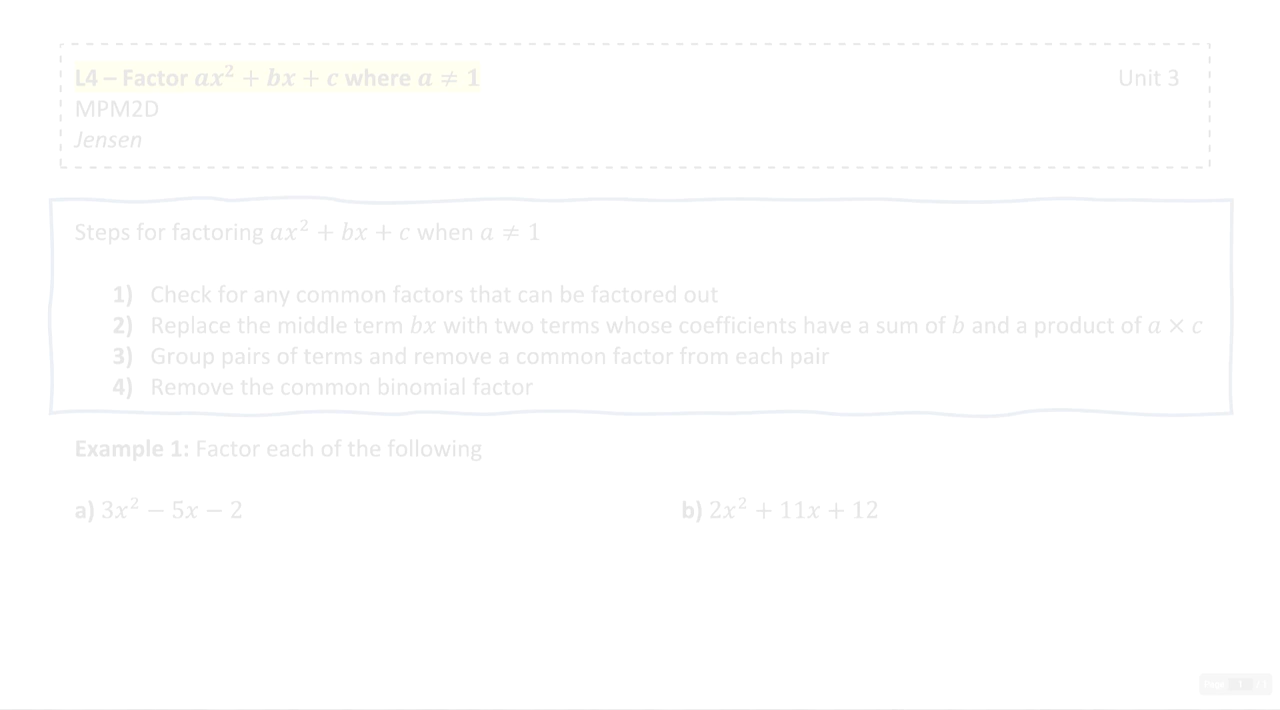 L4 – Factor 𝒂𝒙² + 𝒃𝒙 + 𝒄 where 𝒂 ≠ 𝟏 Unit 3
MPM2D
Jensen
Steps for factoring 𝑎𝑥² + 𝑏𝑥 + 𝑐 when 𝑎 ≠ 1
1) Check for any common factors that can be factored out
2) Replace the middle term 𝑏𝑥 with two terms whose coefficients have a sum of 𝑏 and a product of 𝑎 × 𝑐
3) Group pairs of terms and remove a common factor from each pair
4) Remove the common binomial factor
Example 1: Factor each of the following
a) 3𝑥² − 5𝑥 − 2 b) 2𝑥² + 11𝑥 + 12
Page 1 / 1